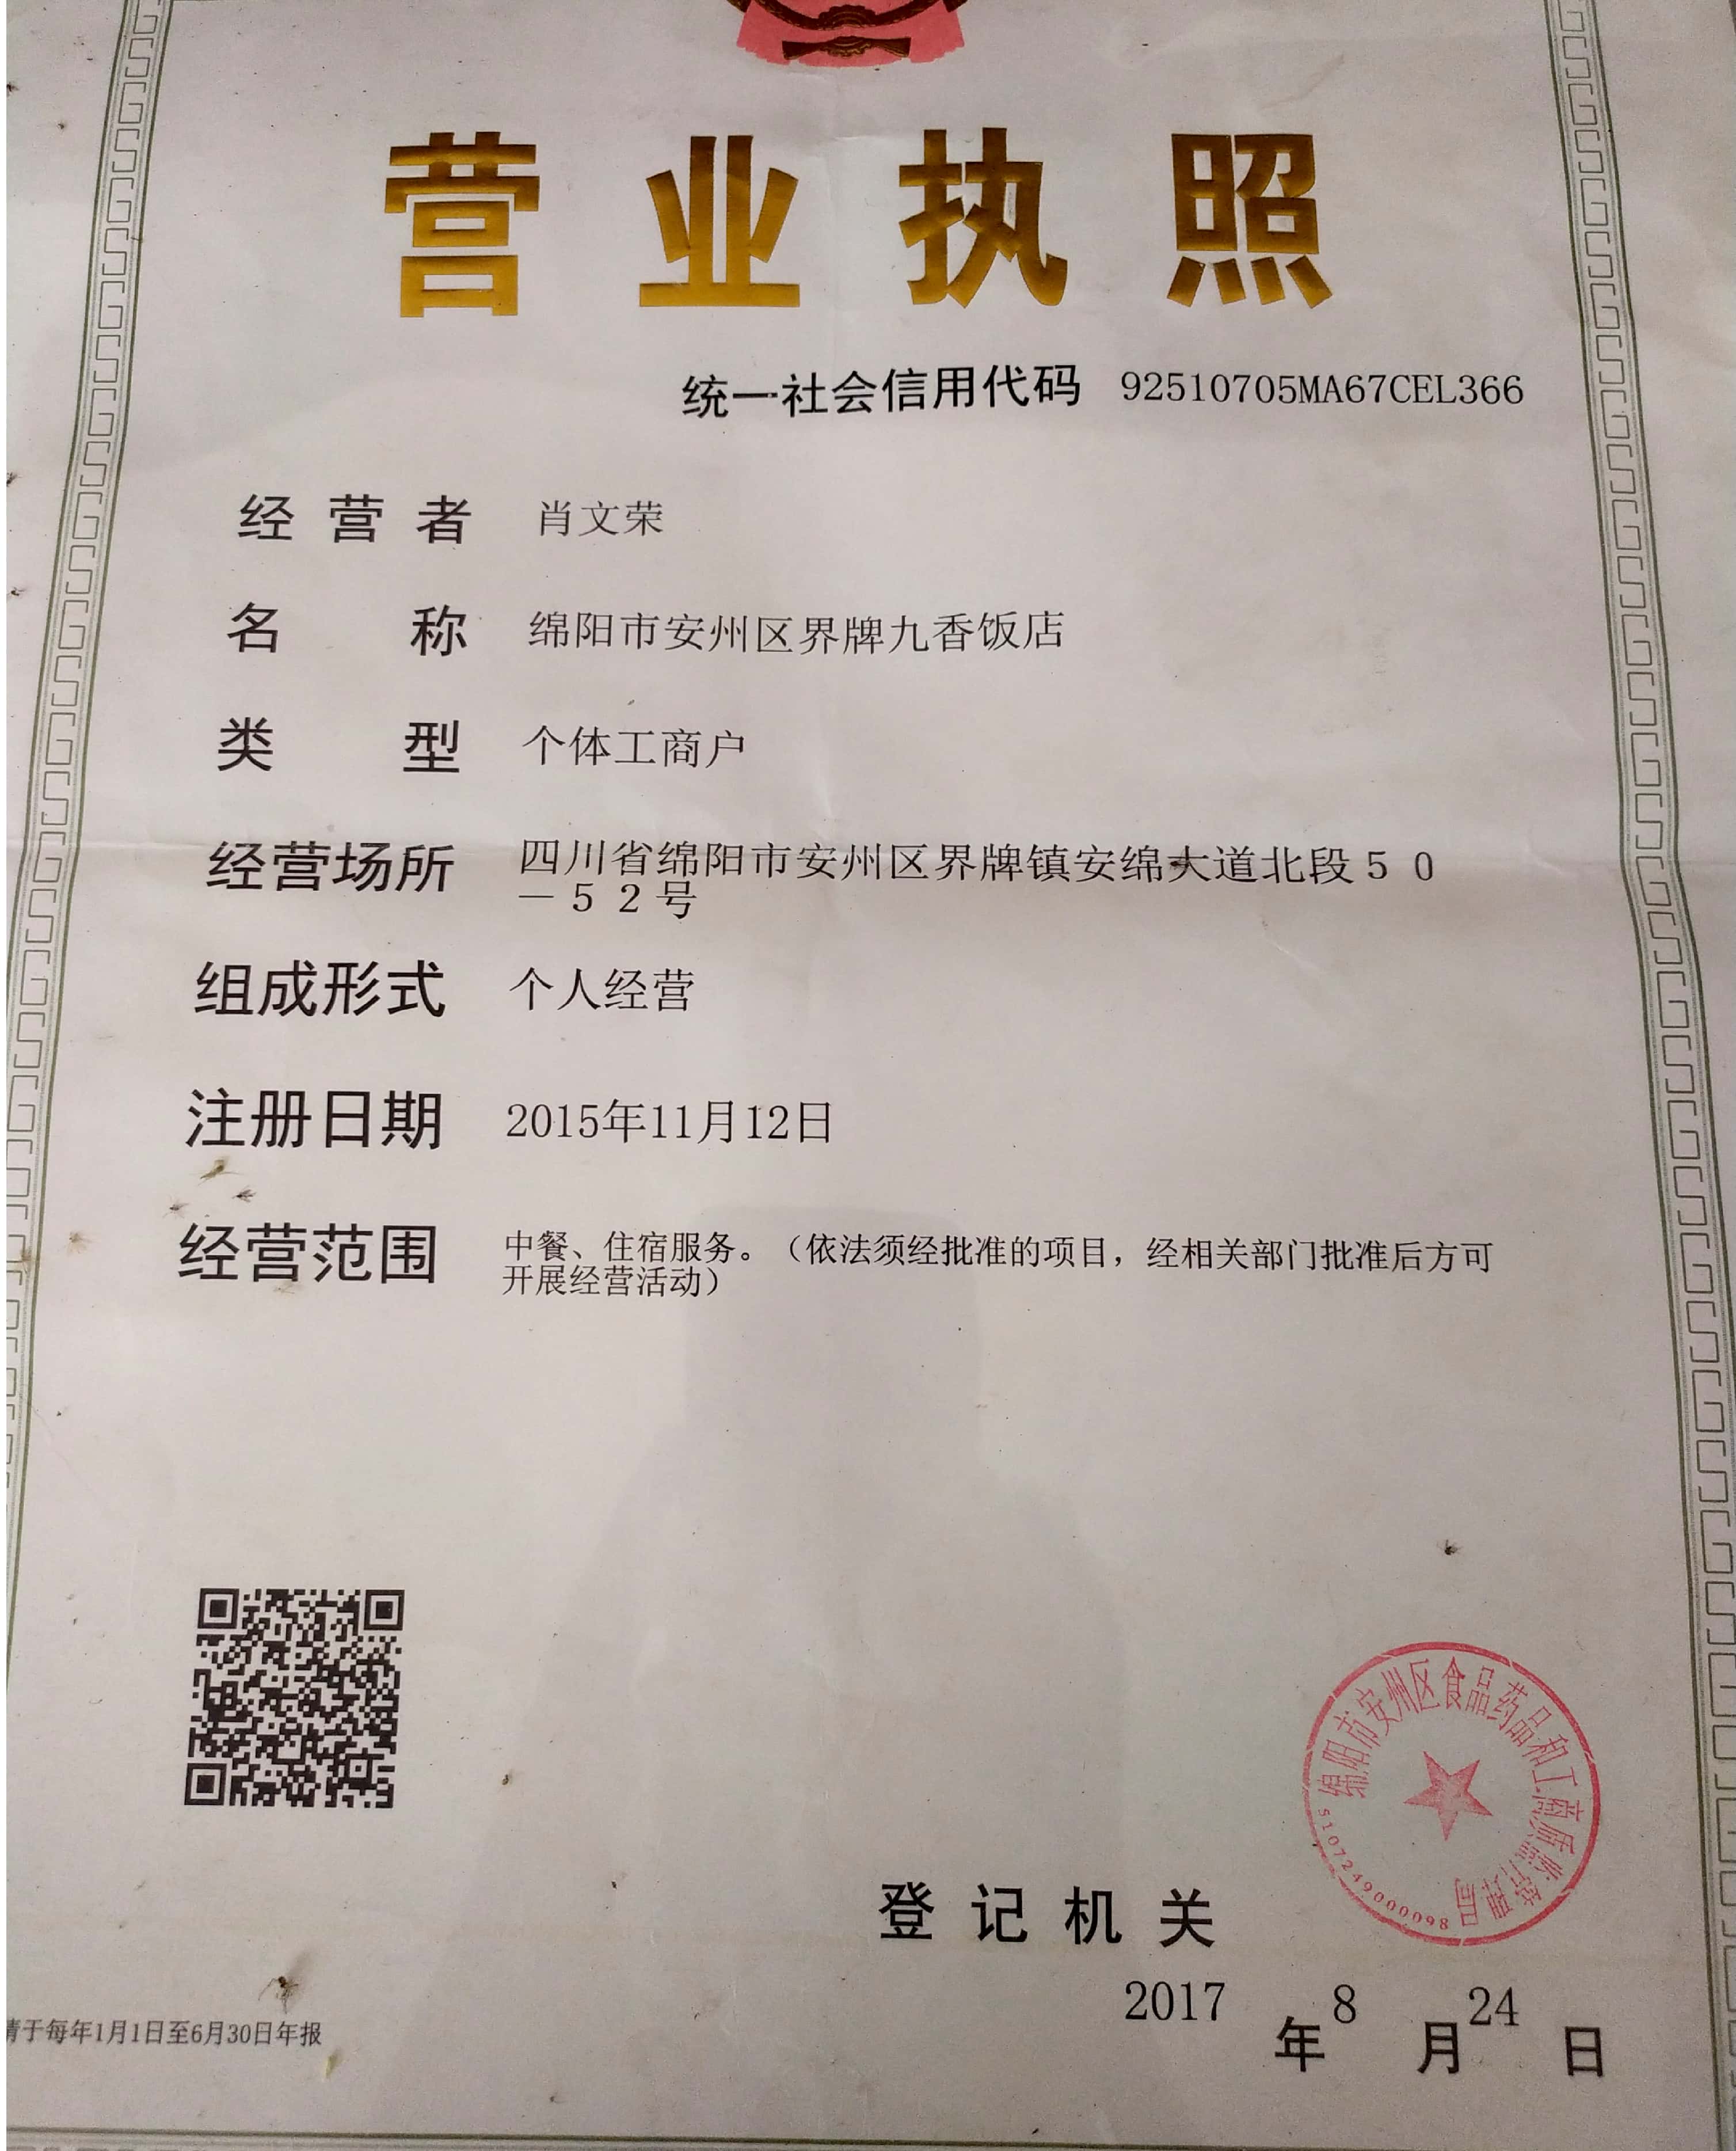 营业执照
统一社会信用代码 92510705MA67CEL366
经营者 肖文荣
名称 绵阳市安州区界牌九香饭店
类型 个体工商户
经营场所 四川省绵阳市安州区界牌镇安绵大道北段50
－52号
组成形式 个人经营
注册日期 2015年11月12日
经营范围 中餐、住宿服务。（依法须经批准的项目，经相关部门批准后方可
开展经营活动）
绵阳市安州区食品药品和工商质监管理局
5107249000098
登记机关
2017年8月24日
请于每年1月1日至6月30日年报